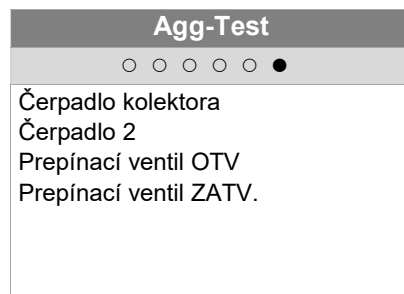 Agg-Test
Čerpadlo kolektora
Čerpadlo 2
Prepínací ventil OTV
Prepínací ventil ZATV.